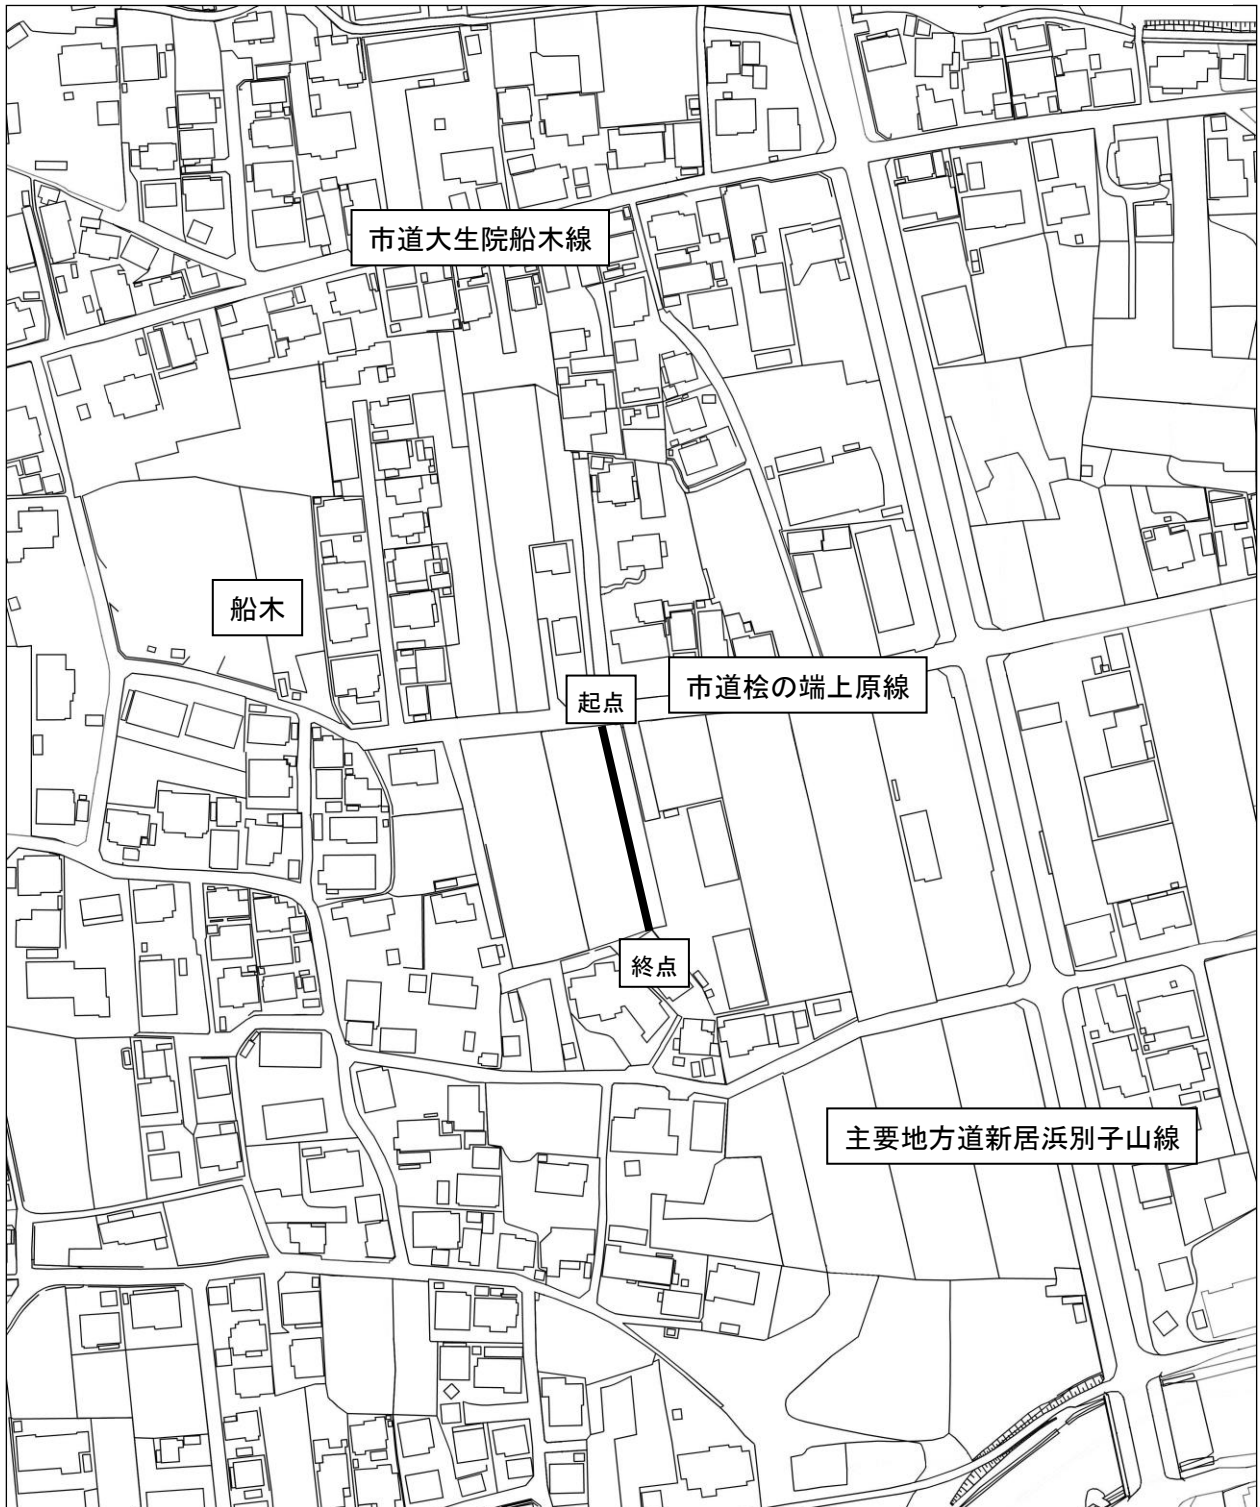 市道大生院船木線
船木
市道桧の端上原線
起点
終点
主要地方道新居浜別子山線